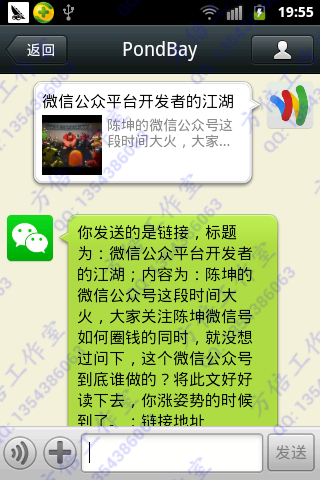 19:55
返回
PondBay
微信公众平台开发者的江湖
陈坤的微信公众号这
段时间大火，大家...
你发送的是链接，标题
为：微信公众平台开发者
的江湖；内容为：陈坤的
微信公众号这段时间大
火，大家关注陈坤微信号
如何圈钱的同时，就没想
过问下，这个微信公众号
到底谁做的？将此文好好
读下去，你涨姿势的时候
到了。；链接地址
发送
方倍工作室
QQ:1354386063